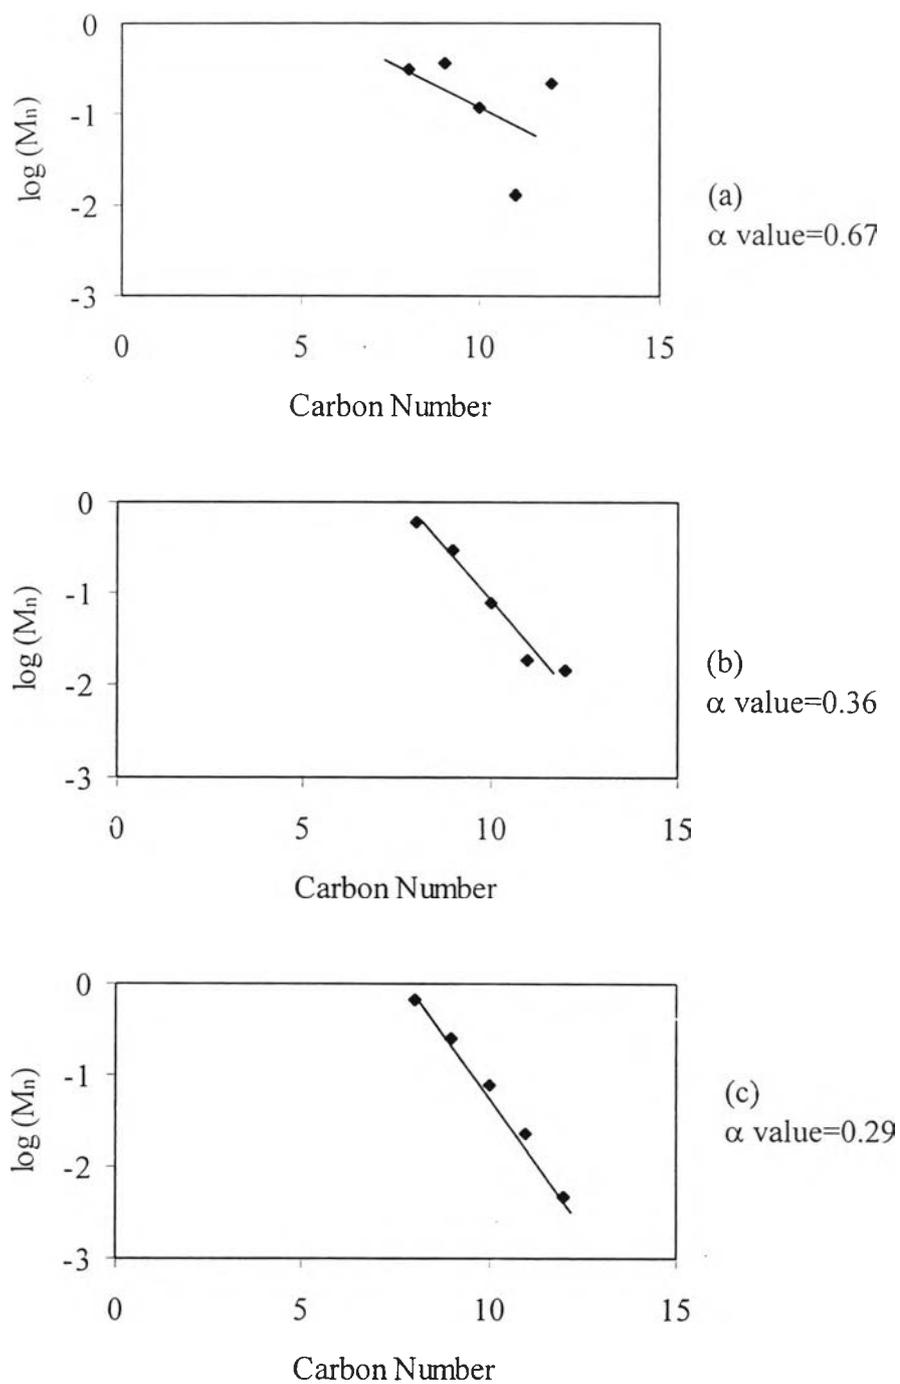 0
-1
-2
-3
log (Mn)
0 5 10 15
Carbon Number
(a)
α value=0.67
0
-1
-2
-3
log (Mn)
0 5 10 15
Carbon Number
(b)
α value=0.36
0
-1
-2
-3
log (Mn)
0 5 10 15
Carbon Number
(c)
α value=0.29